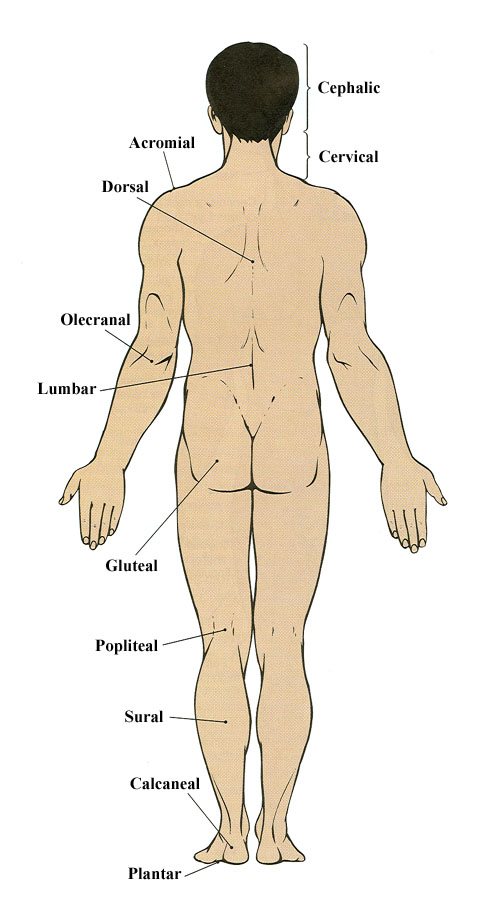 Cephalic
Acromial
Cervical
Dorsal
Olecranal
Lumbar
Gluteal
Popliteal
Sural
Calcaneal
Plantar